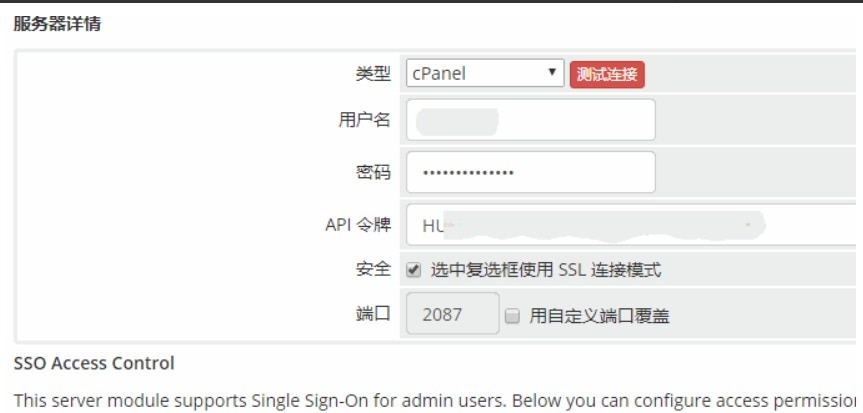 服务器详情
类型 cPanel 测试连接
用户名
密码 ••••••••••••••
API 令牌 HU
安全 选中复选框使用 SSL 连接模式
端口 2087 用自定义端口覆盖
SSO Access Control
This server module supports Single Sign-On for admin users. Below you can configure access